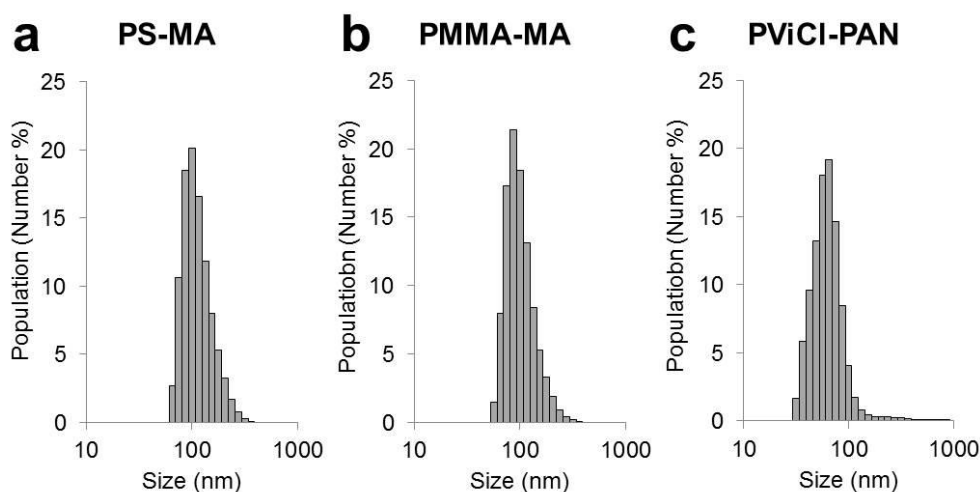 a PS-MA
b PMMA-MA
c PViCl-PAN
Population (Number %)
25
20
15
10
5
0
10 100 1000
Size (nm)
Populatiobn (Number %)
25
20
15
10
5
0
10 100 1000
Size (nm)
Population (Number %)
25
20
15
10
5
0
10 100 1000
Size (nm)